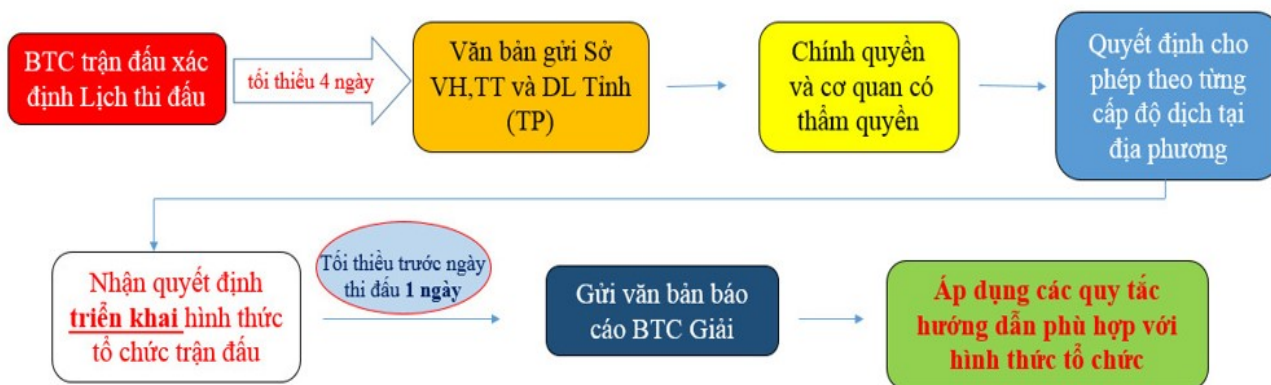 BTC trận đấu xác
định Lịch thi đấu
tối thiểu 4 ngày
Văn bản gửi Sở
VH,TT và DL Tỉnh
(TP)
Chính quyền
và cơ quan có
thẩm quyền
Quyết định cho
phép theo từng
cấp độ dịch tại
địa phương
Nhận quyết định
triển khai hình thức
tổ chức trận đấu
Tối thiểu trước ngày
thi đấu 1 ngày
Gửi văn bản báo
cáo BTC Giải
Áp dụng các quy tắc
hướng dẫn phù hợp với
hình thức tổ chức